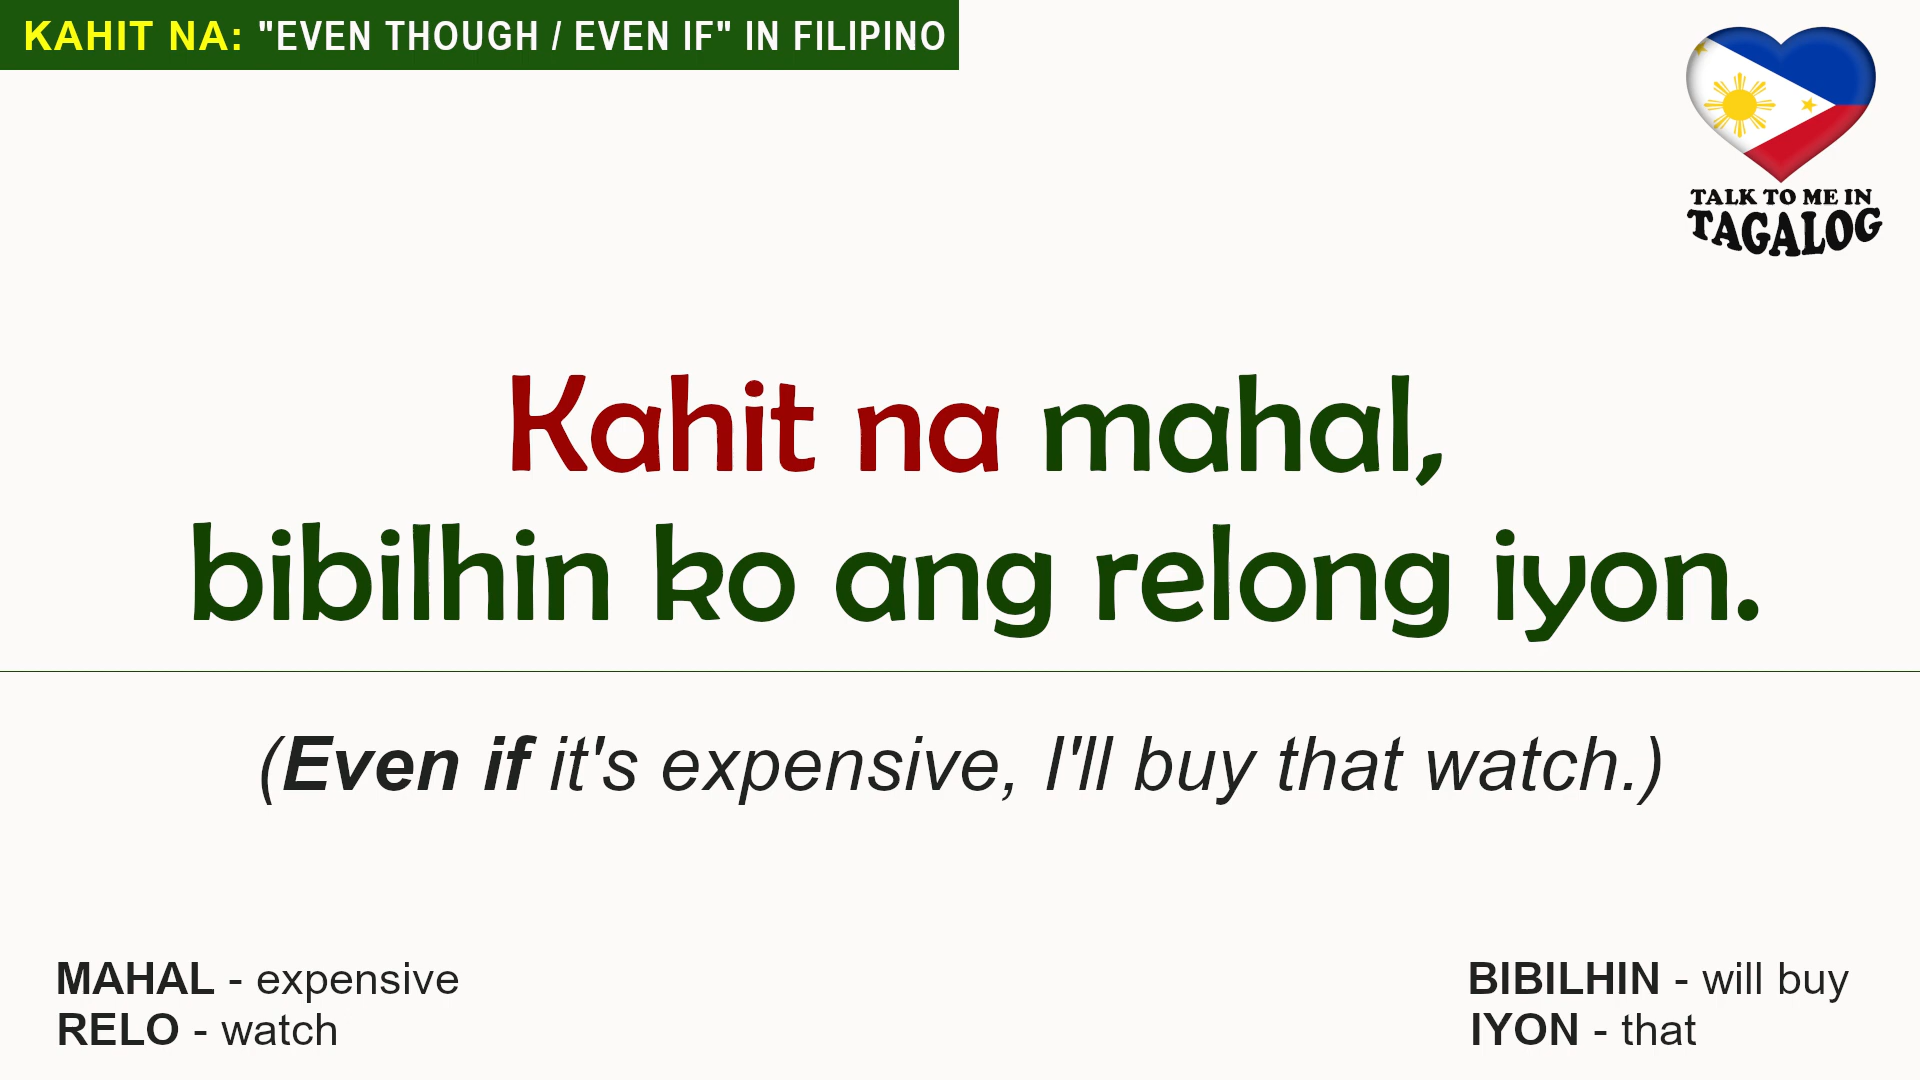 KAHIT NA: "EVEN THOUGH / EVEN IF" IN FILIPINO
TALK TO ME IN
TAGALOG
Kahit na mahal,
bibilhin ko ang relong iyon.
(Even if it's expensive, I'll buy that watch.)
MAHAL - expensive
RELO - watch
BIBILHIN - will buy
IYON - that